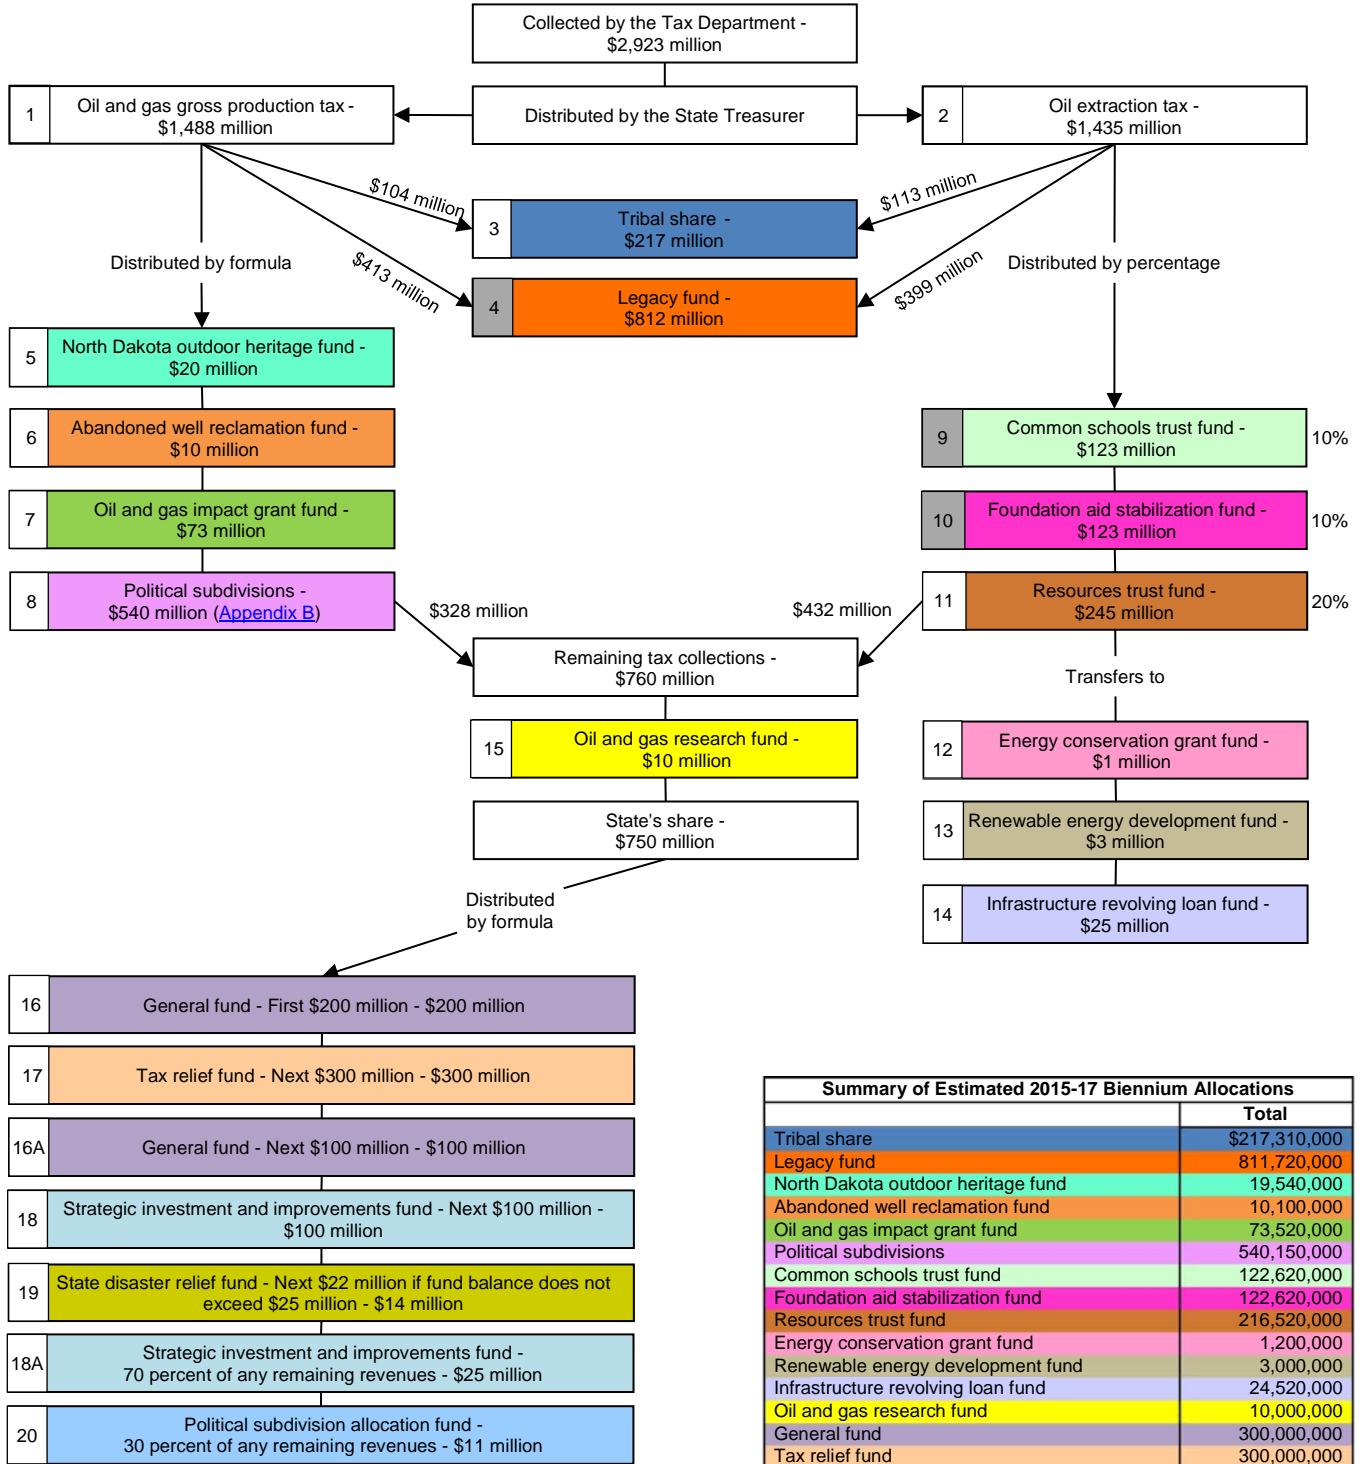 Collected by the Tax Department -
$2,923 million
1
Oil and gas gross production tax -
$1,488 million
Distributed by the State Treasurer
2
Oil extraction tax -
$1,435 million
$104 million
$113 million
3
Tribal share -
$217 million
Distributed by formula
$413 million
$399 million
Distributed by percentage
4
Legacy fund -
$812 million
5
North Dakota outdoor heritage fund -
$20 million
6
Abandoned well reclamation fund -
$10 million
9
Common schools trust fund -
$123 million
10%
7
Oil and gas impact grant fund -
$73 million
10
Foundation aid stabilization fund -
$123 million
10%
8
Political subdivisions -
$540 million (Appendix B)
$328 million
$432 million
11
Resources trust fund -
$245 million
20%
Remaining tax collections -
$760 million
Transfers to
15
Oil and gas research fund -
$10 million
12
Energy conservation grant fund -
$1 million
State's share -
$750 million
13
Renewable energy development fund -
$3 million
Distributed
by formula
14
Infrastructure revolving loan fund -
$25 million
16
General fund - First $200 million - $200 million
17
Tax relief fund - Next $300 million - $300 million
16A
General fund - Next $100 million - $100 million
18
Strategic investment and improvements fund - Next $100 million -
$100 million
19
State disaster relief fund - Next $22 million if fund balance does not
exceed $25 million - $14 million
18A
Strategic investment and improvements fund -
70 percent of any remaining revenues - $25 million
20
Political subdivision allocation fund -
30 percent of any remaining revenues - $11 million
Summary of Estimated 2015-17 Biennium Allocations
Total
Tribal share $217,310,000
Legacy fund 811,720,000
North Dakota outdoor heritage fund 19,540,000
Abandoned well reclamation fund 10,100,000
Oil and gas impact grant fund 73,520,000
Political subdivisions 540,150,000
Common schools trust fund 122,620,000
Foundation aid stabilization fund 122,620,000
Resources trust fund 216,520,000
Energy conservation grant fund 1,200,000
Renewable energy development fund 3,000,000
Infrastructure revolving loan fund 24,520,000
Oil and gas research fund 10,000,000
General fund 300,000,000
Tax relief fund 300,000,000